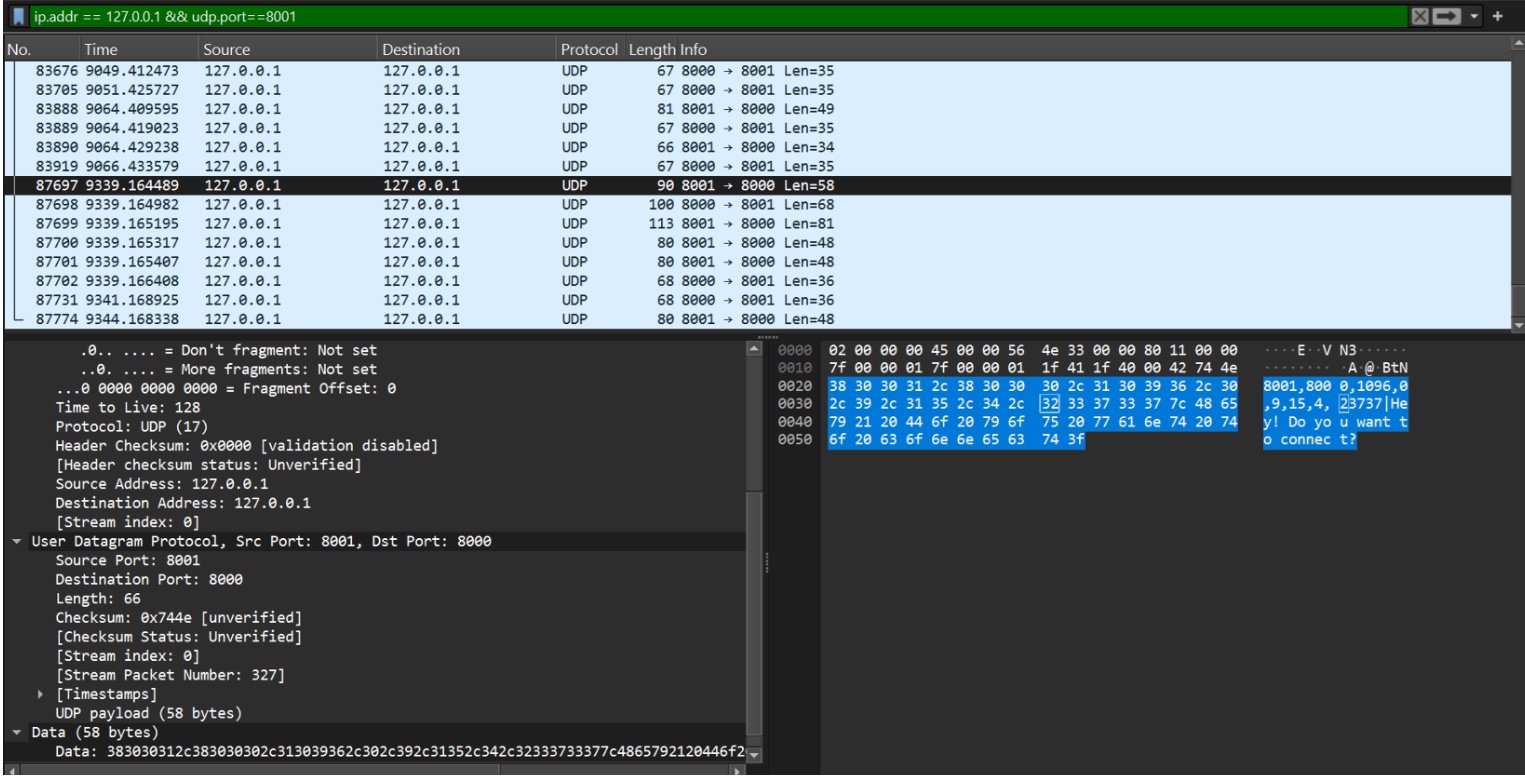 ip.addr == 127.0.0.1 && udp.port==8001
No. Time Source Destination Protocol Length Info
83676 9049.412473 127.0.0.1 127.0.0.1 UDP 67 8000 → 8001 Len=35
83705 9051.425727 127.0.0.1 127.0.0.1 UDP 67 8000 → 8001 Len=35
83888 9064.409595 127.0.0.1 127.0.0.1 UDP 81 8001 → 8000 Len=49
83889 9064.419023 127.0.0.1 127.0.0.1 UDP 67 8000 → 8001 Len=35
83890 9064.429238 127.0.0.1 127.0.0.1 UDP 66 8001 → 8000 Len=34
83919 9066.433579 127.0.0.1 127.0.0.1 UDP 67 8000 → 8001 Len=35
87697 9339.164489 127.0.0.1 127.0.0.1 UDP 90 8001 → 8000 Len=58
87698 9339.164982 127.0.0.1 127.0.0.1 UDP 100 8000 → 8001 Len=68
87699 9339.165195 127.0.0.1 127.0.0.1 UDP 113 8001 → 8000 Len=81
87700 9339.165317 127.0.0.1 127.0.0.1 UDP 80 8001 → 8000 Len=48
87701 9339.165407 127.0.0.1 127.0.0.1 UDP 80 8001 → 8000 Len=48
87702 9339.166408 127.0.0.1 127.0.0.1 UDP 68 8000 → 8001 Len=36
87731 9341.168925 127.0.0.1 127.0.0.1 UDP 68 8000 → 8001 Len=36
87774 9344.168338 127.0.0.1 127.0.0.1 UDP 80 8001 → 8000 Len=48
.0.. .... = Don't fragment: Not set
..0. .... = More fragments: Not set
...0 0000 0000 0000 = Fragment Offset: 0
Time to Live: 128
Protocol: UDP (17)
Header Checksum: 0x0000 [validation disabled]
[Header checksum status: Unverified]
Source Address: 127.0.0.1
Destination Address: 127.0.0.1
[Stream index: 0]
User Datagram Protocol, Src Port: 8001, Dst Port: 8000
Source Port: 8001
Destination Port: 8000
Length: 66
Checksum: 0x744e [unverified]
[Checksum Status: Unverified]
[Stream index: 0]
[Stream Packet Number: 327]
[Timestamps]
UDP payload (58 bytes)
Data (58 bytes)
Data: 383030312c383030302c313039362c302c392c31352c342c32333733377c4865792120446f2
0000 02 00 00 00 45 00 00 56 4e 33 00 00 80 11 00 00 ····E··V N3······
0010 7f 00 00 01 7f 00 00 01 1f 41 1f 40 00 42 74 4e ········ ·A·@·BtN
0020 38 30 30 31 2c 38 30 30 30 2c 31 30 39 36 2c 30 8001,800 0,1096,0
0030 2c 39 2c 31 35 2c 34 2c 32 33 37 33 37 7c 48 65 ,9,15,4, 23737|He
0040 79 21 20 44 6f 20 79 6f 75 20 77 61 6e 74 20 74 y! Do yo u want t
0050 6f 20 63 6f 6e 6e 65 63 74 3f o connec t?